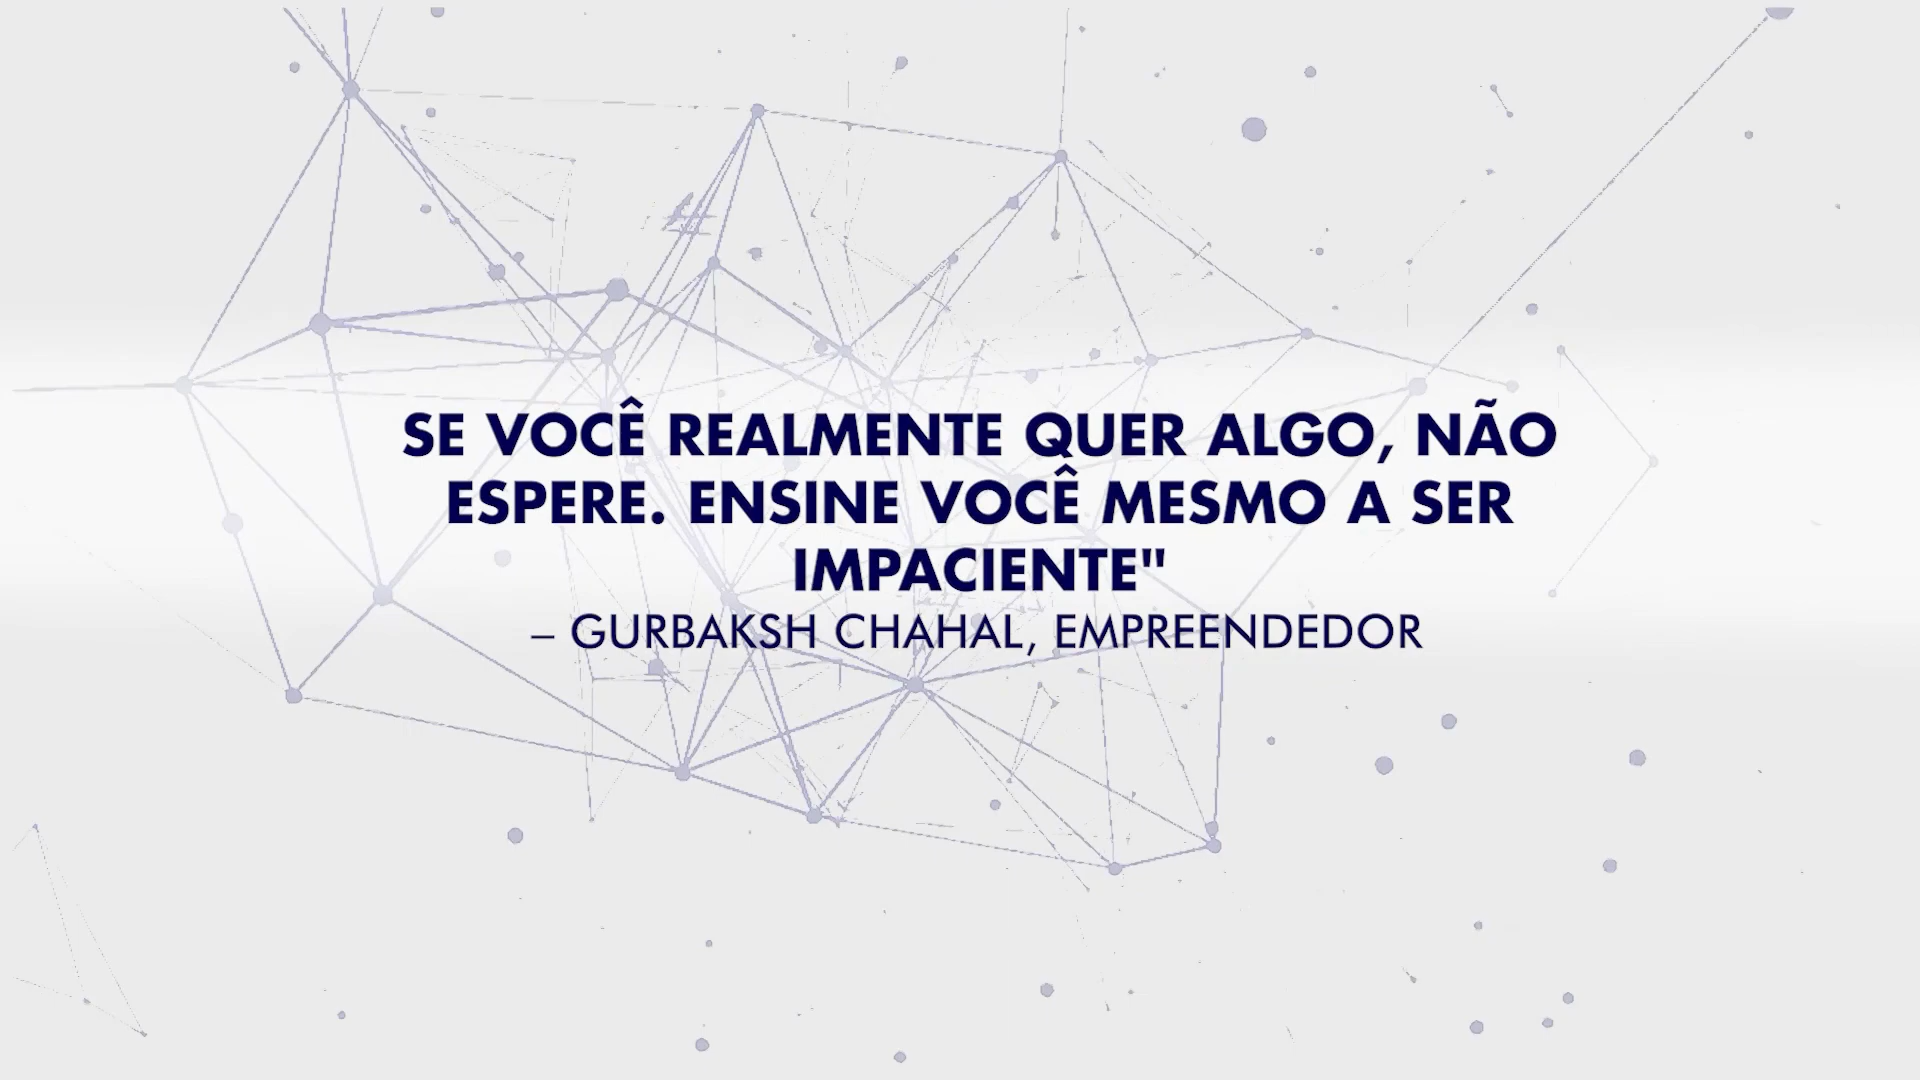 SE VOCÊ REALMENTE QUER ALGO, NÃO
ESPERE. ENSINE VOCÊ MESMO A SER
IMPACIENTE"
– GURBAKSH CHAHAL, EMPREENDEDOR